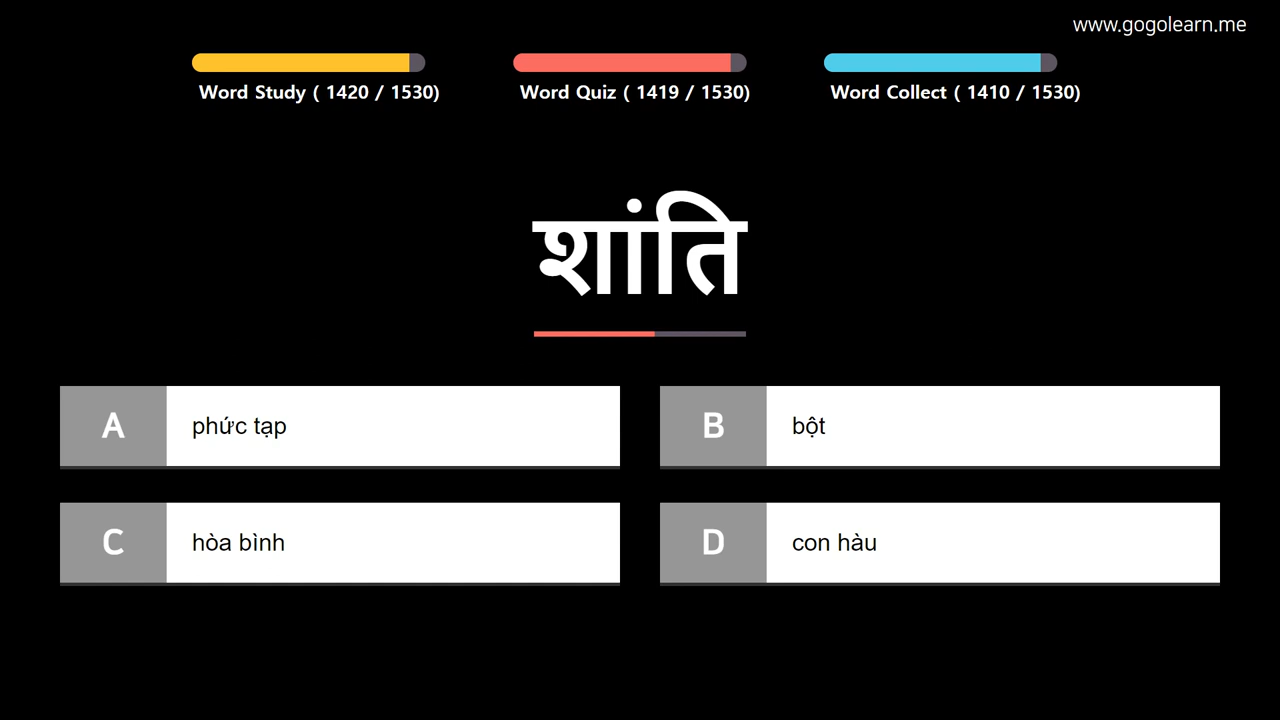 www.gogolearn.me
Word Study ( 1420 / 1530)
Word Quiz ( 1419 / 1530)
Word Collect ( 1410 / 1530)
शांति
A phức tạp
B bột
C hòa bình
D con hàu